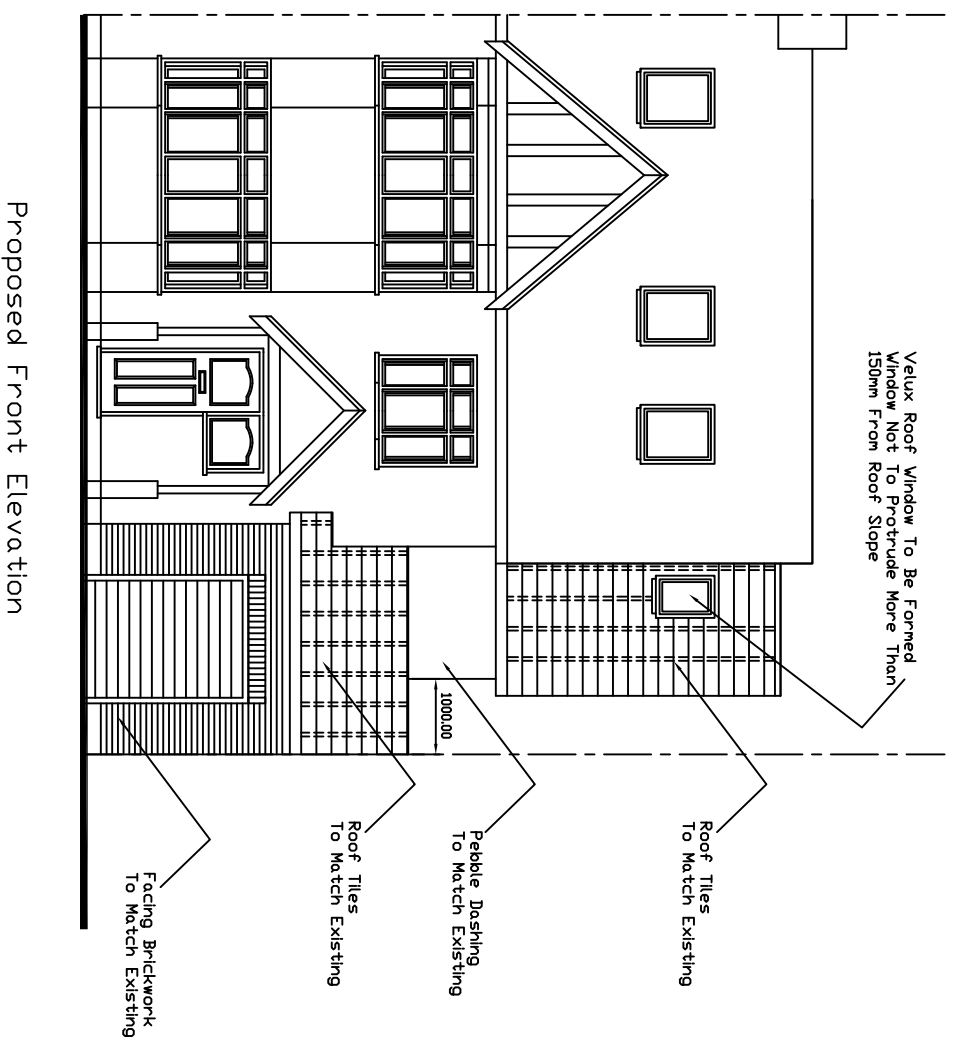 Velux Roof Window To Be Formed
Window Not To Protrude More Than
150mm From Roof Slope
Roof Tiles
To Match Existing
Pebble Dashing
To Match Existing
1000.00
Roof Tiles
To Match Existing
Facing Brickwork
To Match Existing
Proposed Front Elevation